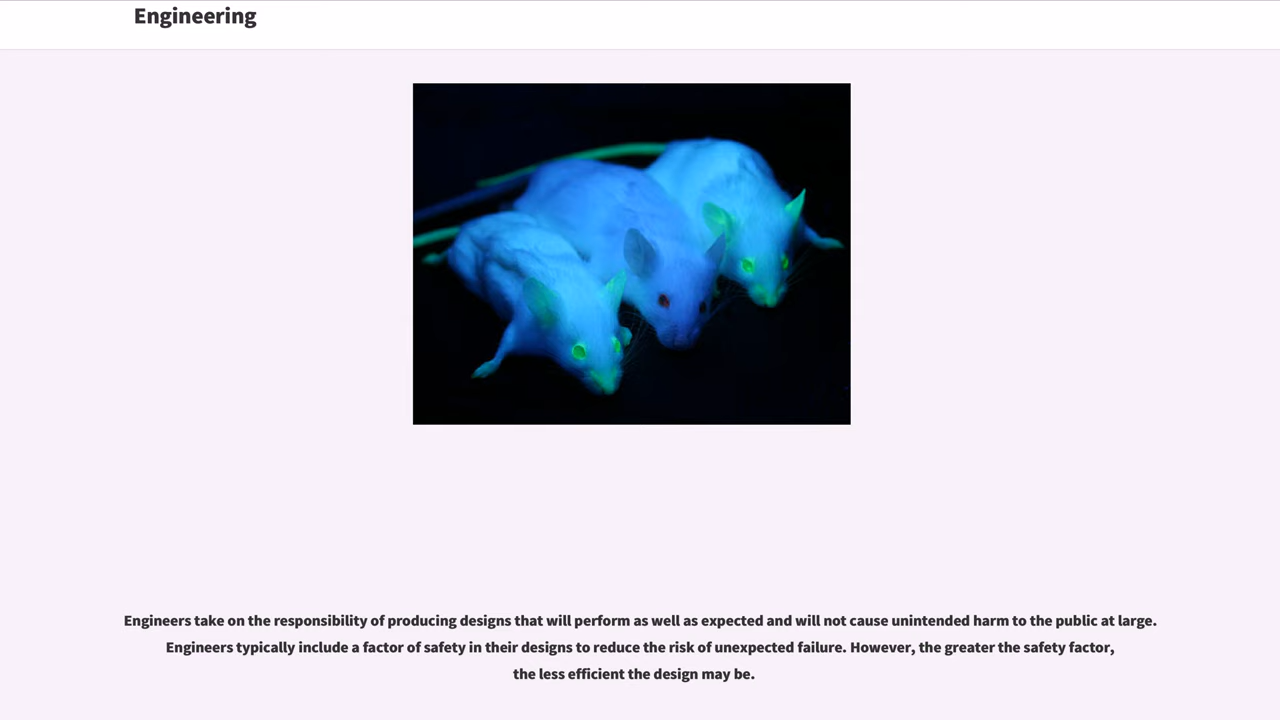 Engineering
Engineers take on the responsibility of producing designs that will perform as well as expected and will not cause unintended harm to the public at large.
Engineers typically include a factor of safety in their designs to reduce the risk of unexpected failure. However, the greater the safety factor,
the less efficient the design may be.